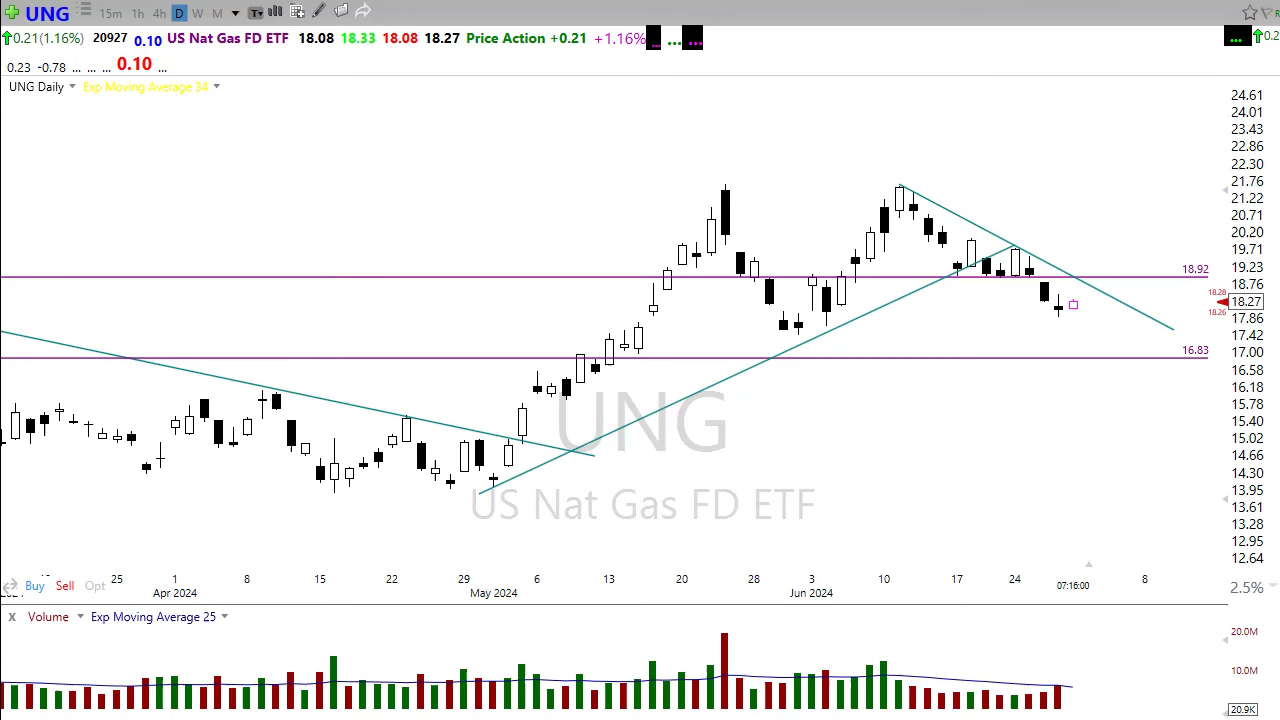 UNG 15m 1h 4h D W M
0.21(1.16%) 20927 0.10 US Nat Gas FD ETF 18.08 18.33 18.08 18.27 Price Action +0.21 +1.16% ... ... ... ... 0.2
0.23 -0.78 ... ... ... 0.10 ...
UNG Daily Exp Moving Average 34
24.61
24.01
23.43
22.86
22.30
21.76
21.22
20.71
20.20
19.71
18.92 19.23
18.76
18.28
18.27
18.26
17.86
17.42
16.83 17.00
16.58
16.18
15.78
15.40
15.02
14.66
14.30
13.95
13.61
13.28
12.95
12.64
UNG
US Nat Gas FD ETF
25 1 8 15 22 29 6 13 20 28 3 10 17 24 8
Buy Sell Opt 07:16:00 2.5%
Apr 2024 May 2024 Jun 2024
X Volume Exp Moving Average 25
20.0M
10.0M
20.9K